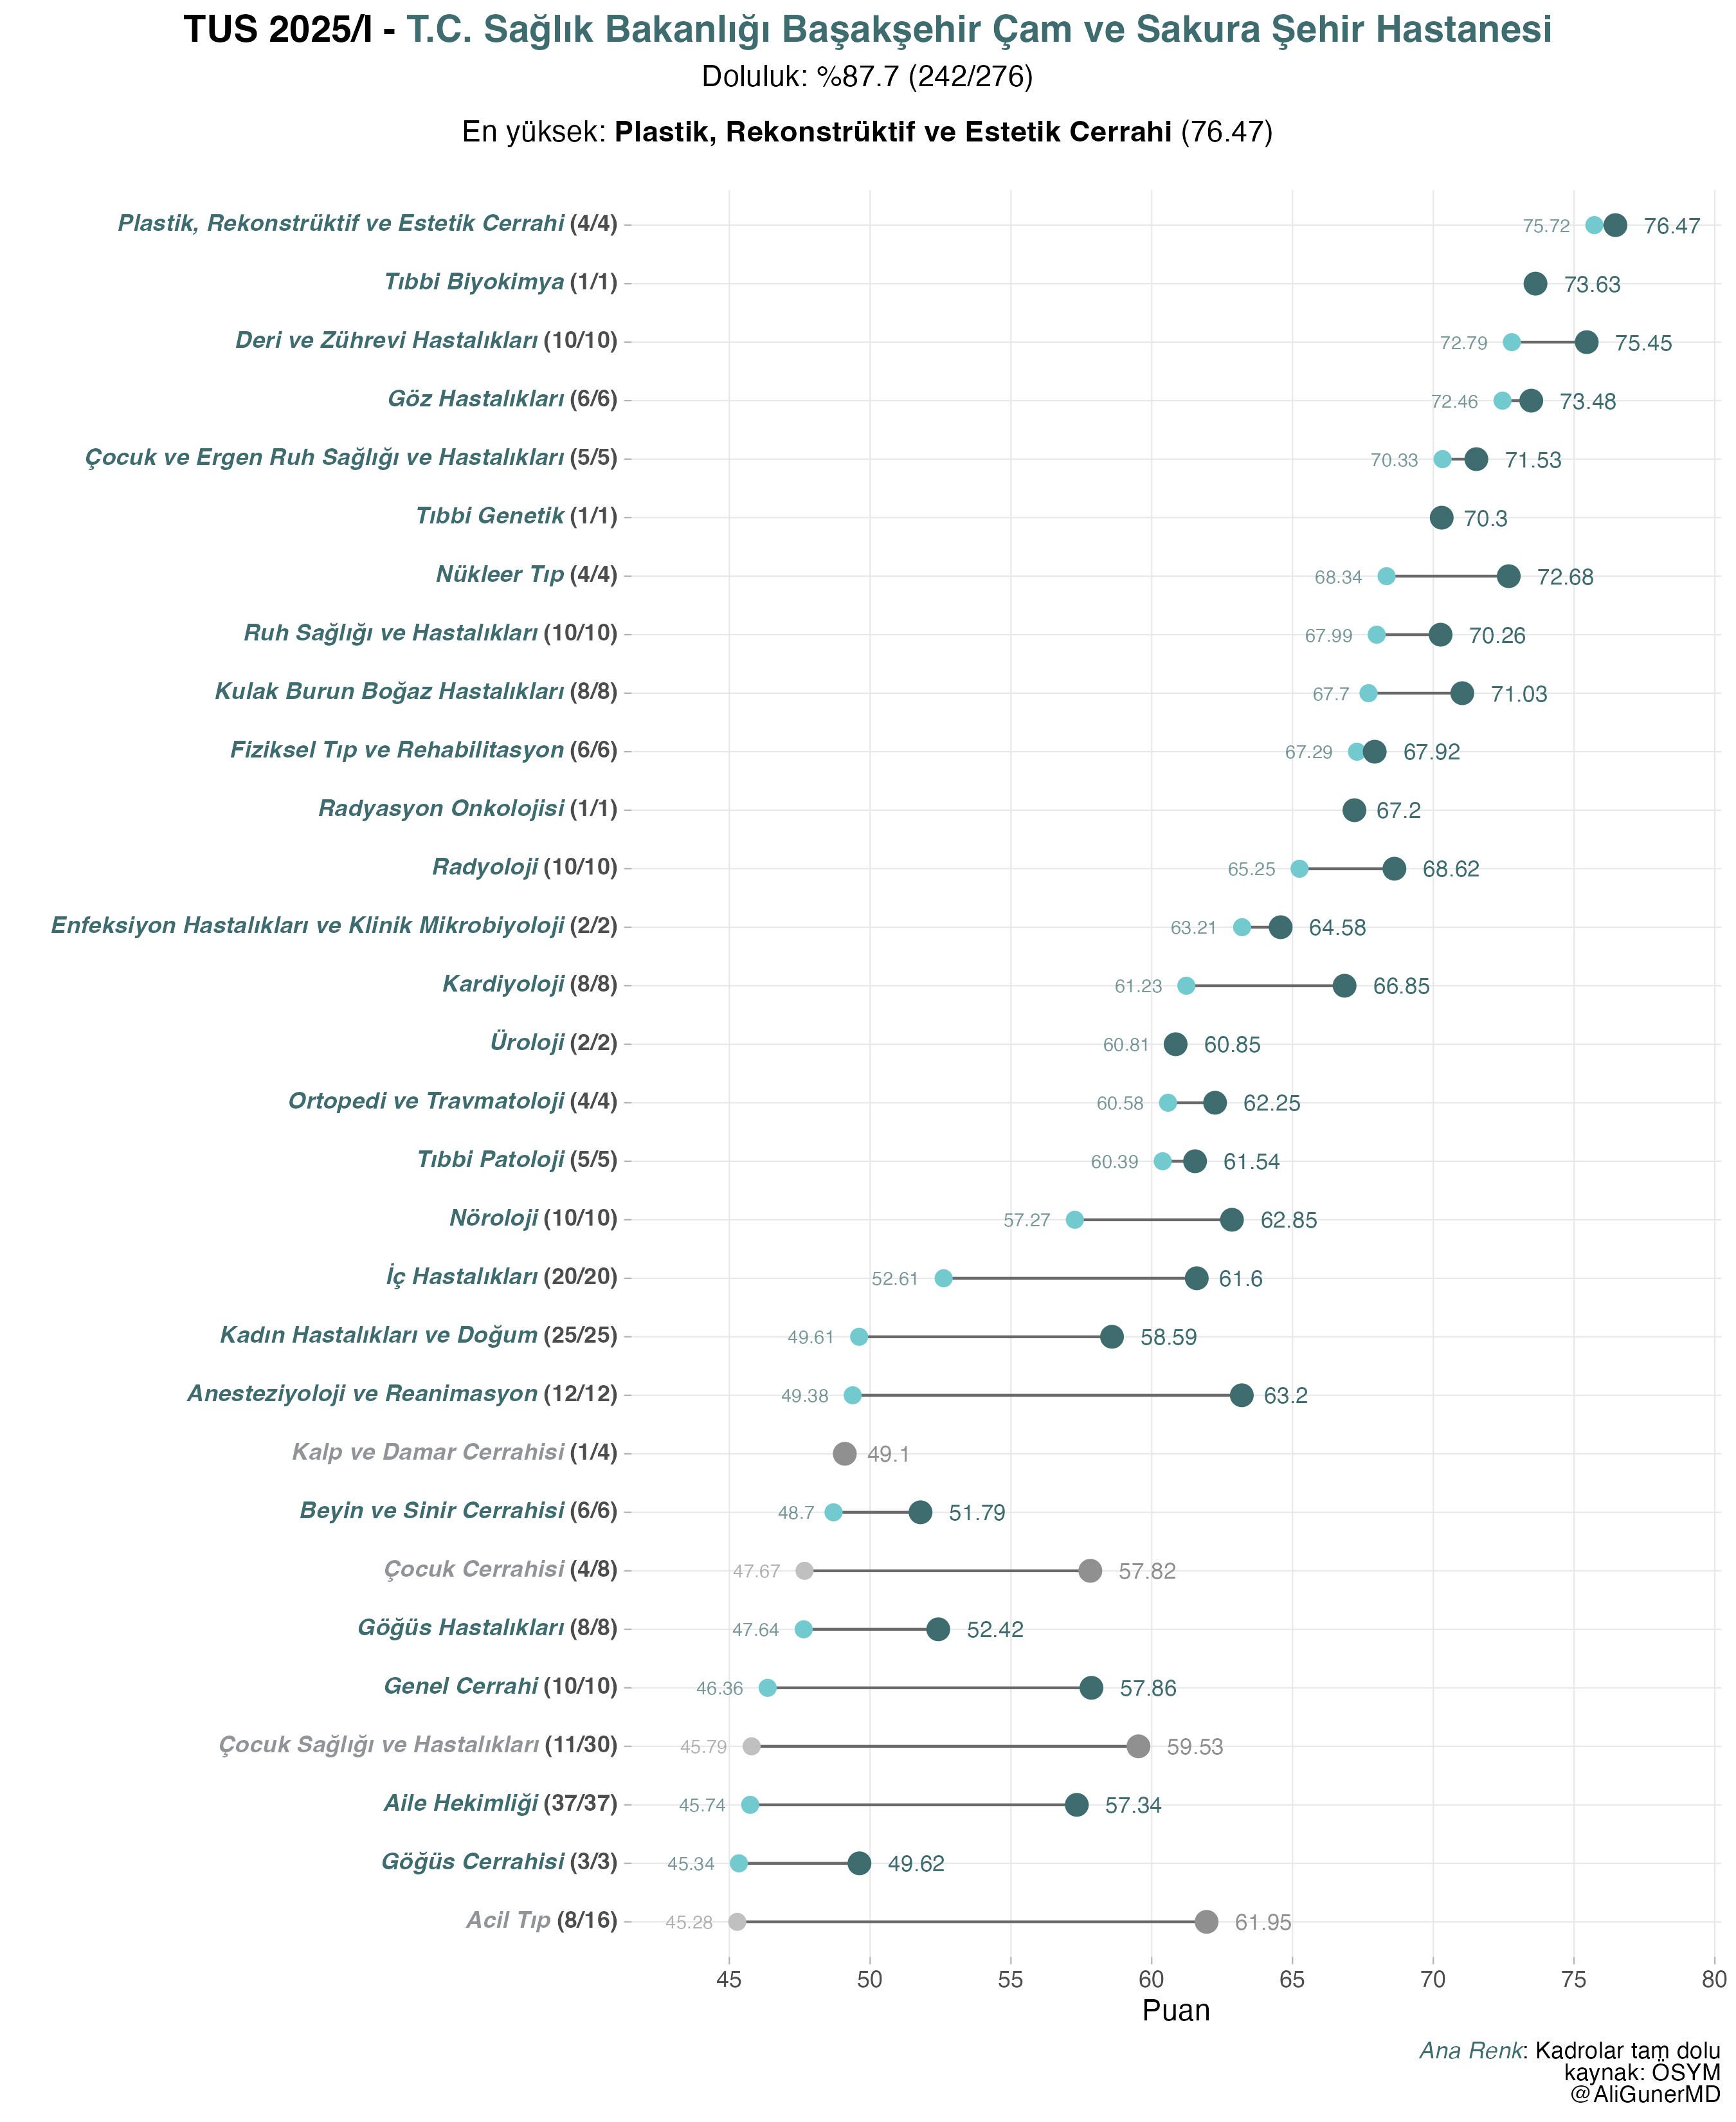 TUS 2025/I - T.C. Sağlık Bakanlığı Başakşehir Çam ve Sakura Şehir Hastanesi
Doluluk: %87.7 (242/276)
En yüksek: Plastik, Rekonstrüktif ve Estetik Cerrahi (76.47)
Plastik, Rekonstrüktif ve Estetik Cerrahi (4/4) 75.72 76.47
Tıbbi Biyokimya (1/1) 73.63
Deri ve Zührevi Hastalıkları (10/10) 72.79 75.45
Göz Hastalıkları (6/6) 72.46 73.48
Çocuk ve Ergen Ruh Sağlığı ve Hastalıkları (5/5) 70.33 71.53
Tıbbi Genetik (1/1) 70.3
Nükleer Tıp (4/4) 68.34 72.68
Ruh Sağlığı ve Hastalıkları (10/10) 67.99 70.26
Kulak Burun Boğaz Hastalıkları (8/8) 67.7 71.03
Fiziksel Tıp ve Rehabilitasyon (6/6) 67.29 67.92
Radyasyon Onkolojisi (1/1) 67.2
Radyoloji (10/10) 65.25 68.62
Enfeksiyon Hastalıkları ve Klinik Mikrobiyoloji (2/2) 63.21 64.58
Kardiyoloji (8/8) 61.23 66.85
Üroloji (2/2) 60.81 60.85
Ortopedi ve Travmatoloji (4/4) 60.58 62.25
Tıbbi Patoloji (5/5) 60.39 61.54
Nöroloji (10/10) 57.27 62.85
İç Hastalıkları (20/20) 52.61 61.6
Kadın Hastalıkları ve Doğum (25/25) 49.61 58.59
Anesteziyoloji ve Reanimasyon (12/12) 49.38 63.2
Kalp ve Damar Cerrahisi (1/4) 49.1
Beyin ve Sinir Cerrahisi (6/6) 48.7 51.79
Çocuk Cerrahisi (4/8) 47.67 57.82
Göğüs Hastalıkları (8/8) 47.64 52.42
Genel Cerrahi (10/10) 46.36 57.86
Çocuk Sağlığı ve Hastalıkları (11/30) 45.79 59.53
Aile Hekimliği (37/37) 45.74 57.34
Göğüs Cerrahisi (3/3) 45.34 49.62
Acil Tıp (8/16) 45.28 61.95
45 50 55 60 65 70 75 80
Puan
Ana Renk: Kadrolar tam dolu
kaynak: ÖSYM
@AliGunerMD